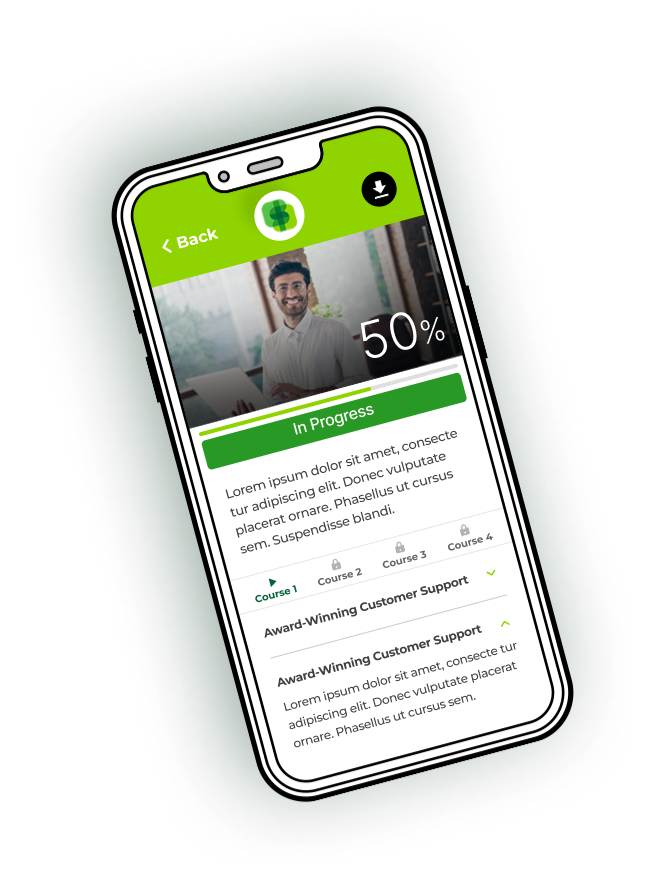 Back
50%
In Progress
Lorem ipsum dolor sit amet, consecte
tur adipiscing elit. Donec vulputate
placerat ornare. Phasellus ut cursus
sem. Suspendisse blandi.
Course 1
Course 2
Course 3
Course 4
Award-Winning Customer Support
Award-Winning Customer Support
Lorem ipsum dolor sit amet, consecte tur
adipiscing elit. Donec vulputate placerat
ornare. Phasellus ut cursus sem.